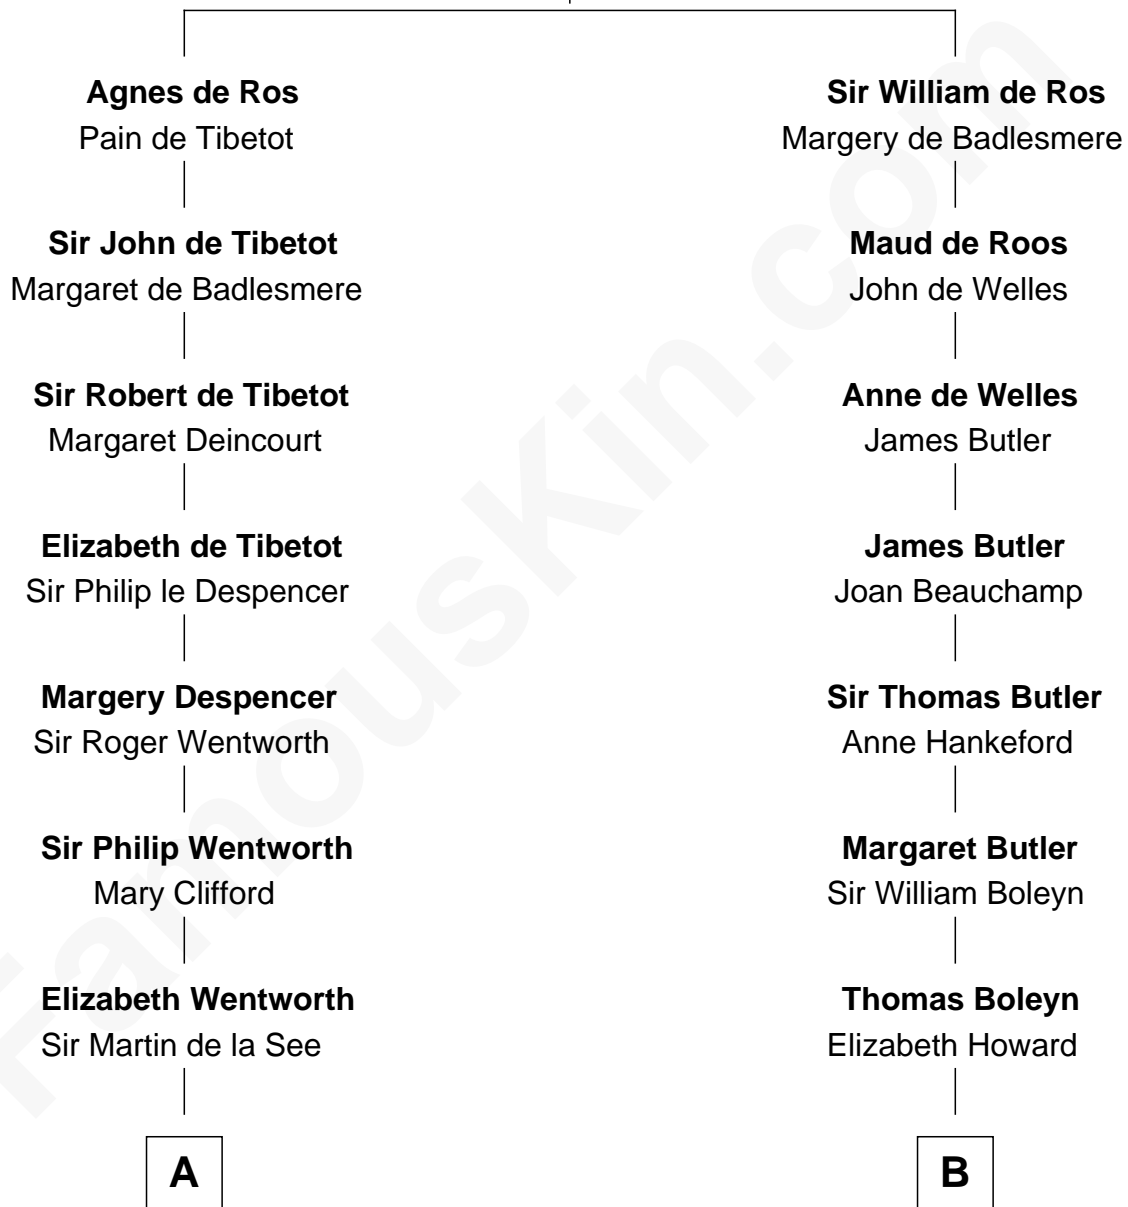 Agnes de Ros
Pain de Tibetot
Sir John de Tibetot
Margaret de Badlesmere
Sir Robert de Tibetot
Margaret Deincourt
Elizabeth de Tibetot
Sir Philip le Despencer
Margery Despencer
Sir Roger Wentworth
Sir Philip Wentworth
Mary Clifford
Elizabeth Wentworth
Sir Martin de la See
A
Sir William de Ros
Margery de Badlesmere
Maud de Roos
John de Welles
Anne de Welles
James Butler
James Butler
Joan Beauchamp
Sir Thomas Butler
Anne Hankeford
Margaret Butler
Sir William Boleyn
Thomas Boleyn
Elizabeth Howard
B
FamousKin.com